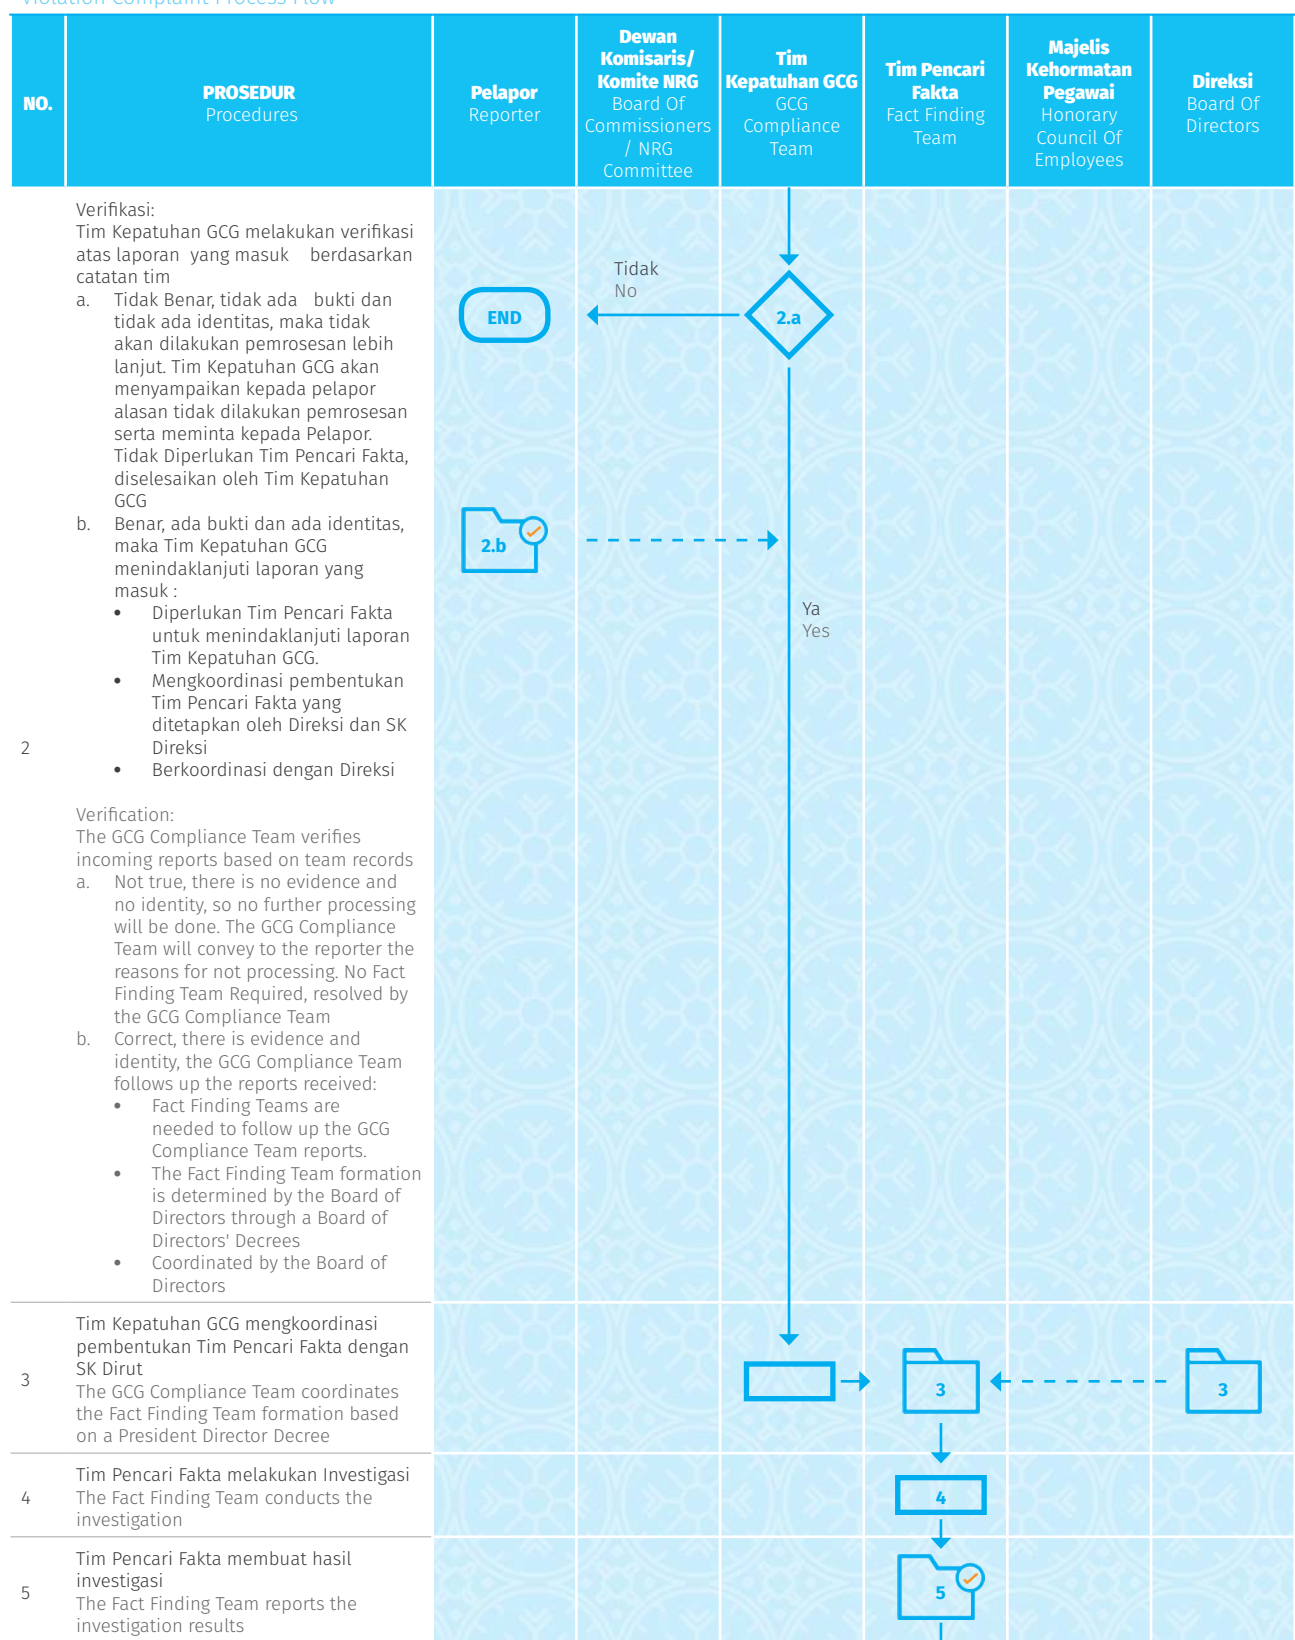 Violation Complaint Process Flow
NO.
PROSEDUR
Procedures
Pelapor
Reporter
Dewan
Komisaris/
Komite NRG
Board Of
Commissioners
/ NRG
Committee
Tim
Kepatuhan GCG
GCG
Compliance
Team
Tim Pencari
Fakta
Fact Finding
Team
Majelis
Kehormatan
Pegawai
Honorary
Council Of
Employees
Direksi
Board Of
Directors
2
Verifikasi:
Tim Kepatuhan GCG melakukan verifikasi
atas laporan yang masuk berdasarkan
catatan tim
a. Tidak Benar, tidak ada bukti dan
tidak ada identitas, maka tidak
akan dilakukan pemrosesan lebih
lanjut. Tim Kepatuhan GCG akan
menyampaikan kepada pelapor
alasan tidak dilakukan pemrosesan
serta meminta kepada Pelapor.
Tidak Diperlukan Tim Pencari Fakta,
diselesaikan oleh Tim Kepatuhan
GCG
b. Benar, ada bukti dan ada identitas,
maka Tim Kepatuhan GCG
menindaklanjuti laporan yang
masuk :
• Diperlukan Tim Pencari Fakta
untuk menindaklanjuti laporan
Tim Kepatuhan GCG.
• Mengkoordinasi pembentukan
Tim Pencari Fakta yang
ditetapkan oleh Direksi dan SK
Direksi
• Berkoordinasi dengan Direksi
Verification:
The GCG Compliance Team verifies
incoming reports based on team records
a. Not true, there is no evidence and
no identity, so no further processing
will be done. The GCG Compliance
Team will convey to the reporter the
reasons for not processing. No Fact
Finding Team Required, resolved by
the GCG Compliance Team
b. Correct, there is evidence and
identity, the GCG Compliance Team
follows up the reports received:
• Fact Finding Teams are
needed to follow up the GCG
Compliance Team reports.
• The Fact Finding Team formation
is determined by the Board of
Directors through a Board of
Directors' Decrees
• Coordinated by the Board of
Directors
END
Tidak
No
2.a
2.b
Ya
Yes
3
Tim Kepatuhan GCG mengkoordinasi
pembentukan Tim Pencari Fakta dengan
SK Dirut
The GCG Compliance Team coordinates
the Fact Finding Team formation based
on a President Director Decree
3
3
4
Tim Pencari Fakta melakukan Investigasi
The Fact Finding Team conducts the
investigation
4
5
Tim Pencari Fakta membuat hasil
investigasi
The Fact Finding Team reports the
investigation results
5